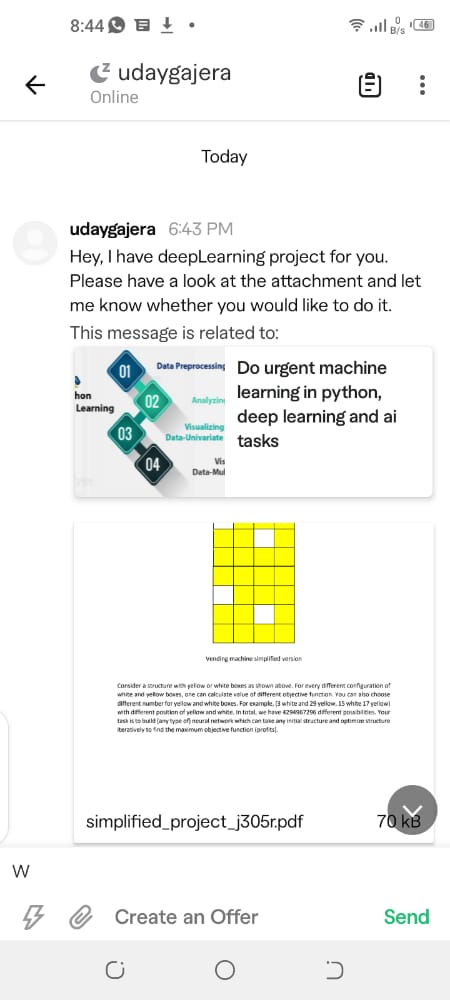 8:44
0
B/s
46
udaygajera
Online
Today
udaygajera 6:43 PM
Hey, I have deepLearning project for you.
Please have a look at the attachment and let
me know whether you would like to do it.
This message is related to:
01 Data Preprocessing
hon
Learning
02 Analyzin
03 Visualizing
Data-Univariate
04 Vis
Data-Mul
Do urgent machine
learning in python,
deep learning and ai
tasks
Vending machine simplified version
Consider a structure with yellow or white boxes as shown above. For every different configuration of
white and yellow boxes, one can calculate value of different objective function. You can also choose
different number for yellow and white boxes. For example, (3 white and 29 yellow, 15 white 17 yellow)
with different position of yellow and white. In total, we have 4294967296 different possibilities. Your
task is to build (any type of) neural network which can take any initial structure and optimize structure
iteratively to find the maximum objective function (profits).
simplified_project_j305r.pdf 70 kB
W
Create an Offer
Send